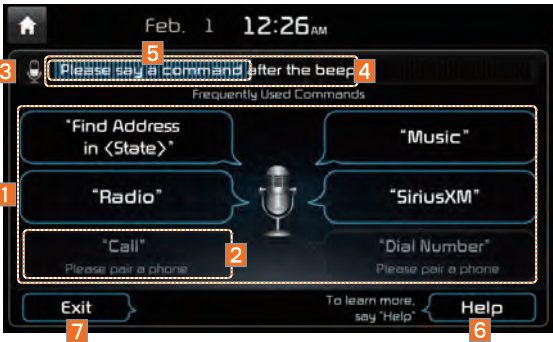 Feb. 1 12:26 AM
5
3 Please say a command after the beep 4
Frequently Used Commands
"Find Address
in <State>"
"Music"
1 "Radio"
"SiriusXM"
"Call" 2
Please pair a phone
"Dial Number"
Please pair a phone
Exit
To learn more,
say "Help"
Help
7
6